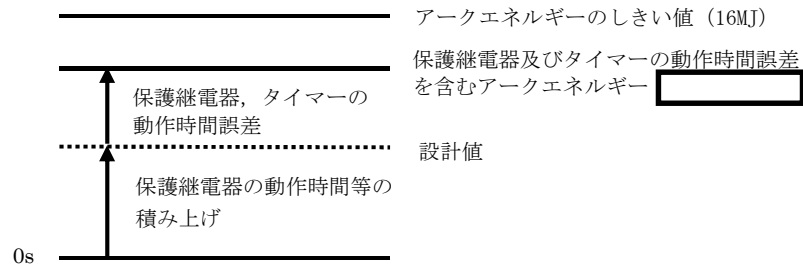 アークエネルギーのしきい値（16MJ）
保護継電器及びタイマーの動作時間誤差
を含むアークエネルギー
保護継電器，タイマーの
動作時間誤差
設計値
保護継電器の動作時間等の
積み上げ
0s